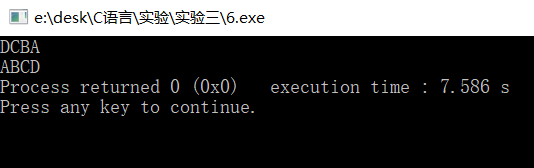 e:\desk\C语言\实验\实验三\6.exe
DCBA
ABCD
Process returned 0 (0x0)   execution time : 7.586 s
Press any key to continue.